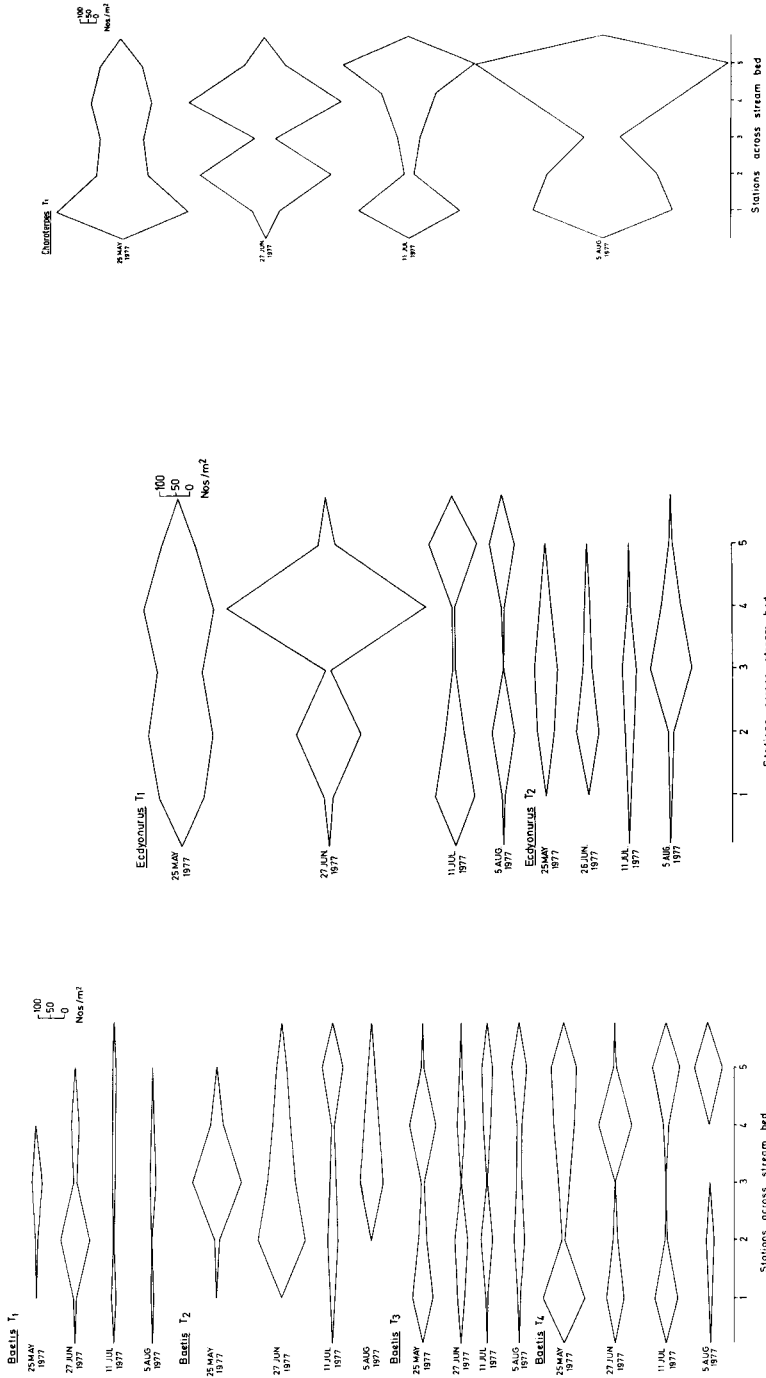 Baetis T1
100
50
0
Nos/m2
25 MAY
1977
27 JUN
1977
11 JUL
1977
5 AUG
1977
Baetis T2
25 MAY
1977
27 JUN
1977
11 JUL
1977
5 AUG
1977
Baetis T3
25 MAY
1977
27 JUN
1977
11 JUL
1977
5 AUG
1977
Baetis T4
25 MAY
1977
27 JUN
1977
11 JUL
1977
5 AUG
1977
1 2 3 4 5
Stations across stream bed
Ecdyonurus T1
100
50
0
Nos/m2
25 MAY
1977
27 JUN
1977
11 JUL
1977
5 AUG
1977
Ecdyonurus T2
25 MAY
1977
26 JUN
1977
11 JUL
1977
5 AUG
1977
1 2 3 4 5
Stations across stream bed
Choroterpes T1
100
50
0
Nos/m2
25 MAY
1977
27 JUN
1977
11 JUL
1977
5 AUG
1977
1 2 3 4 5
Stations across stream bed